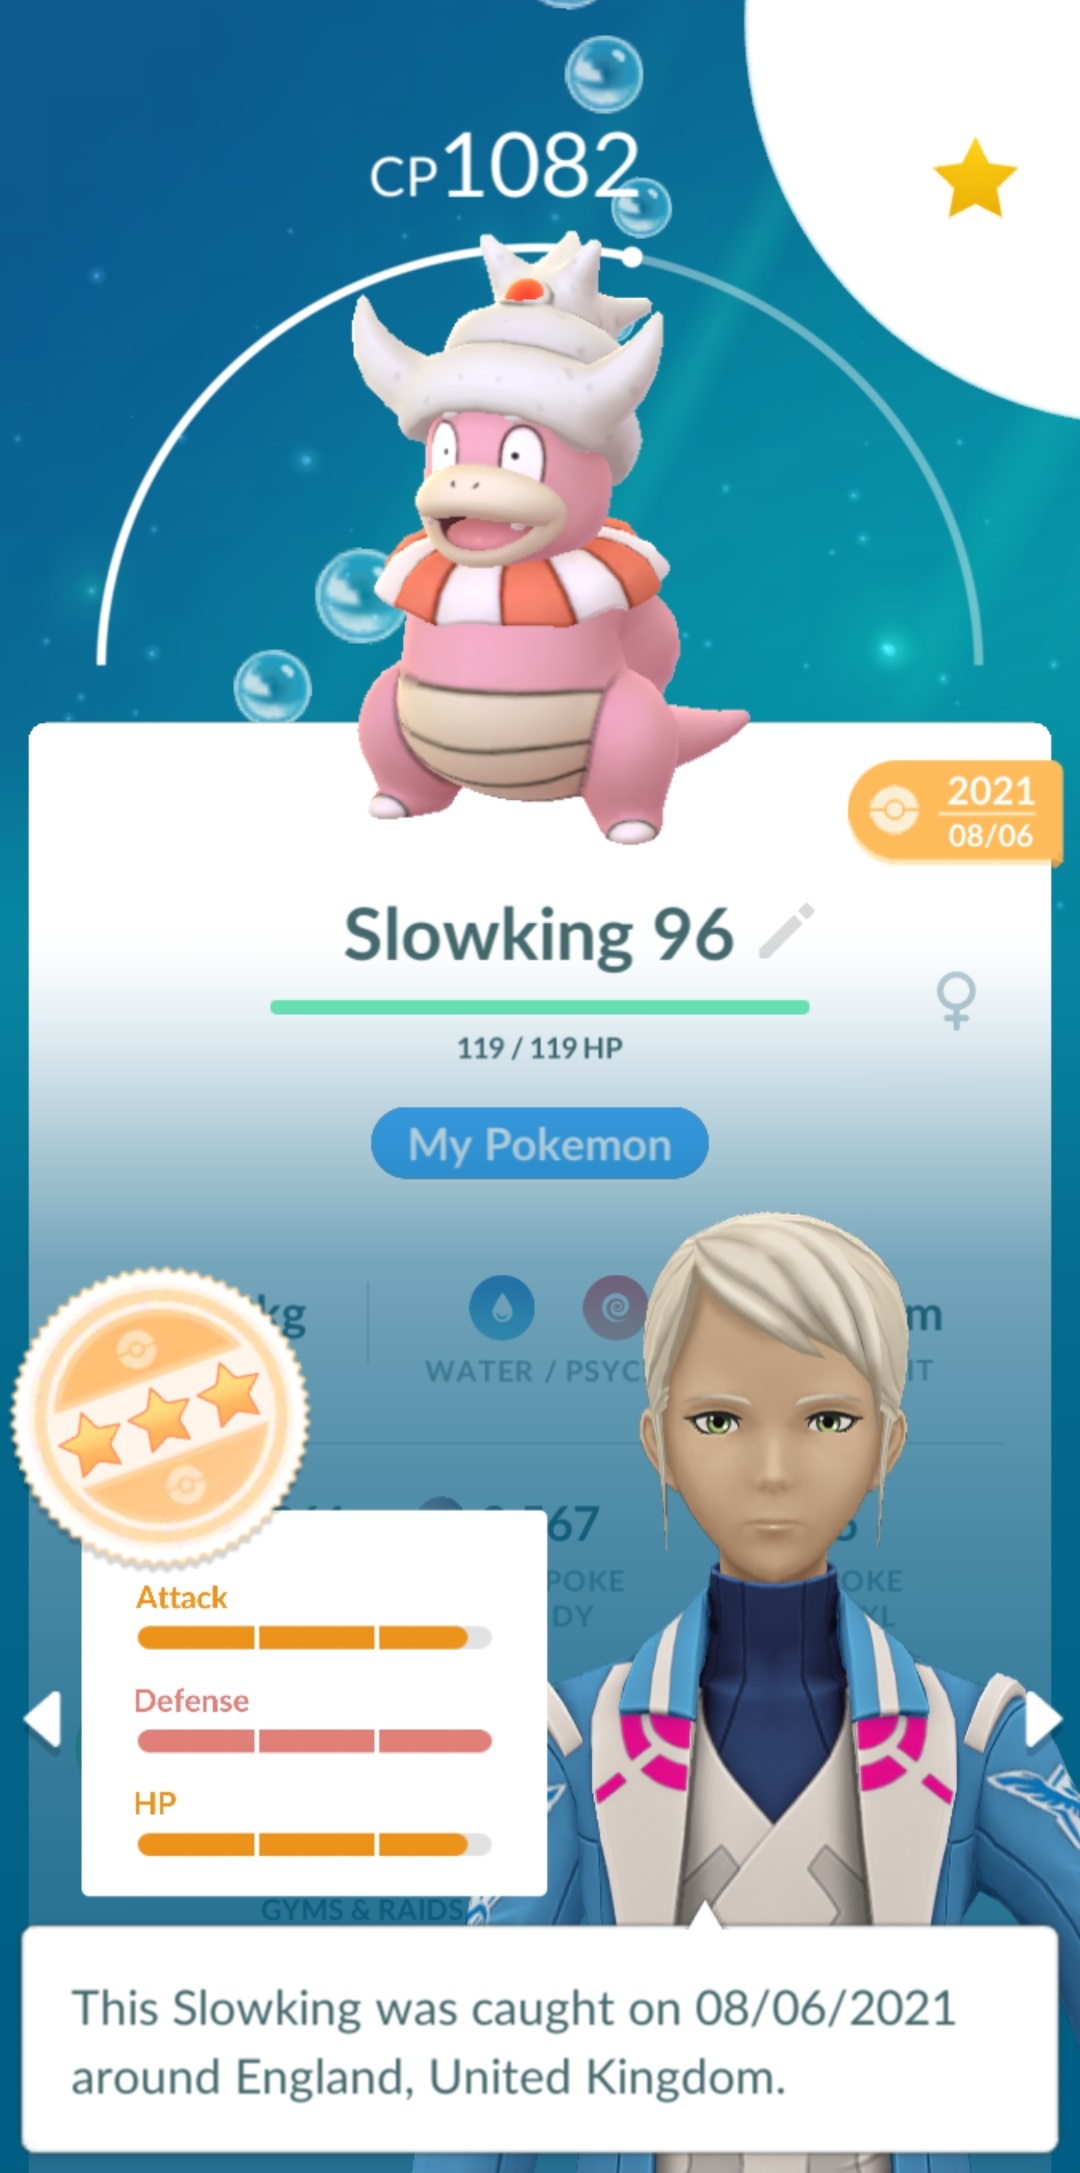 CP1082
2021
08/06
Slowking 96
119 / 119 HP
My Pokemon
kg
m
WATER / PSYC
67
POKE
OKE
DY
YL
Attack
Defense
HP
GYMS & RAIDS
This Slowking was caught on 08/06/2021
around England, United Kingdom.